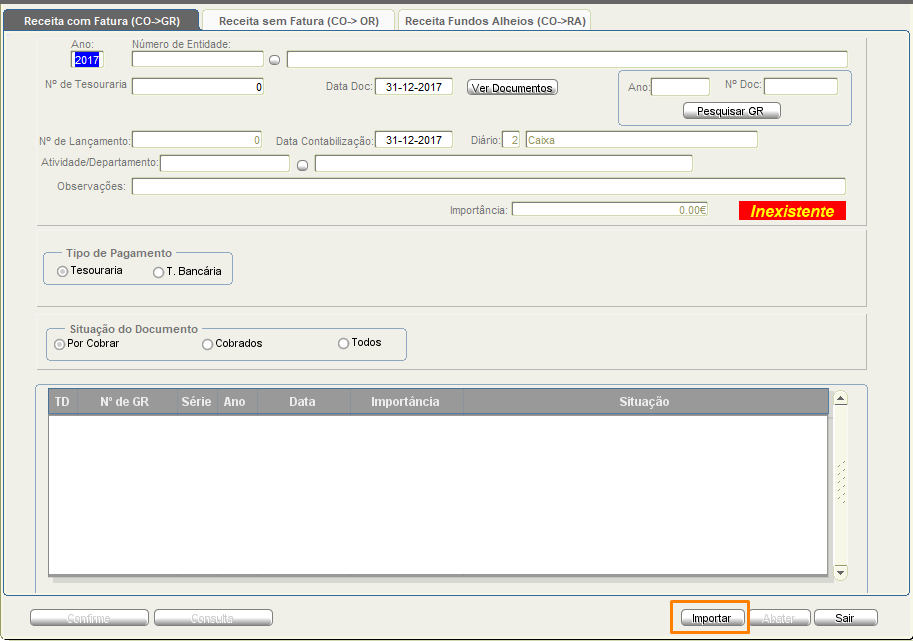 Receita com Fatura (CO->GR) Receita sem Fatura (CO-> OR) Receita Fundos Alheios (CO->RA)
Ano: Número de Entidade:
2017
Nº de Tesouraria 0 Data Doc: 31-12-2017 Ver Documentos Ano: Nº Doc:
Pesquisar GR
Nº de Lançamento: 0 Data Contabilização: 31-12-2017 Diário: 2 Caixa
Atividade/Departamento:
Observações:
Importância: 0.00€ Inexistente
Tipo de Pagamento
Tesouraria T. Bancária
Situação do Documento
Por Cobrar Cobrados Todos
TD Nº de GR Série Ano Data Importância Situação
Confirme Consulta Importar Abater Sair